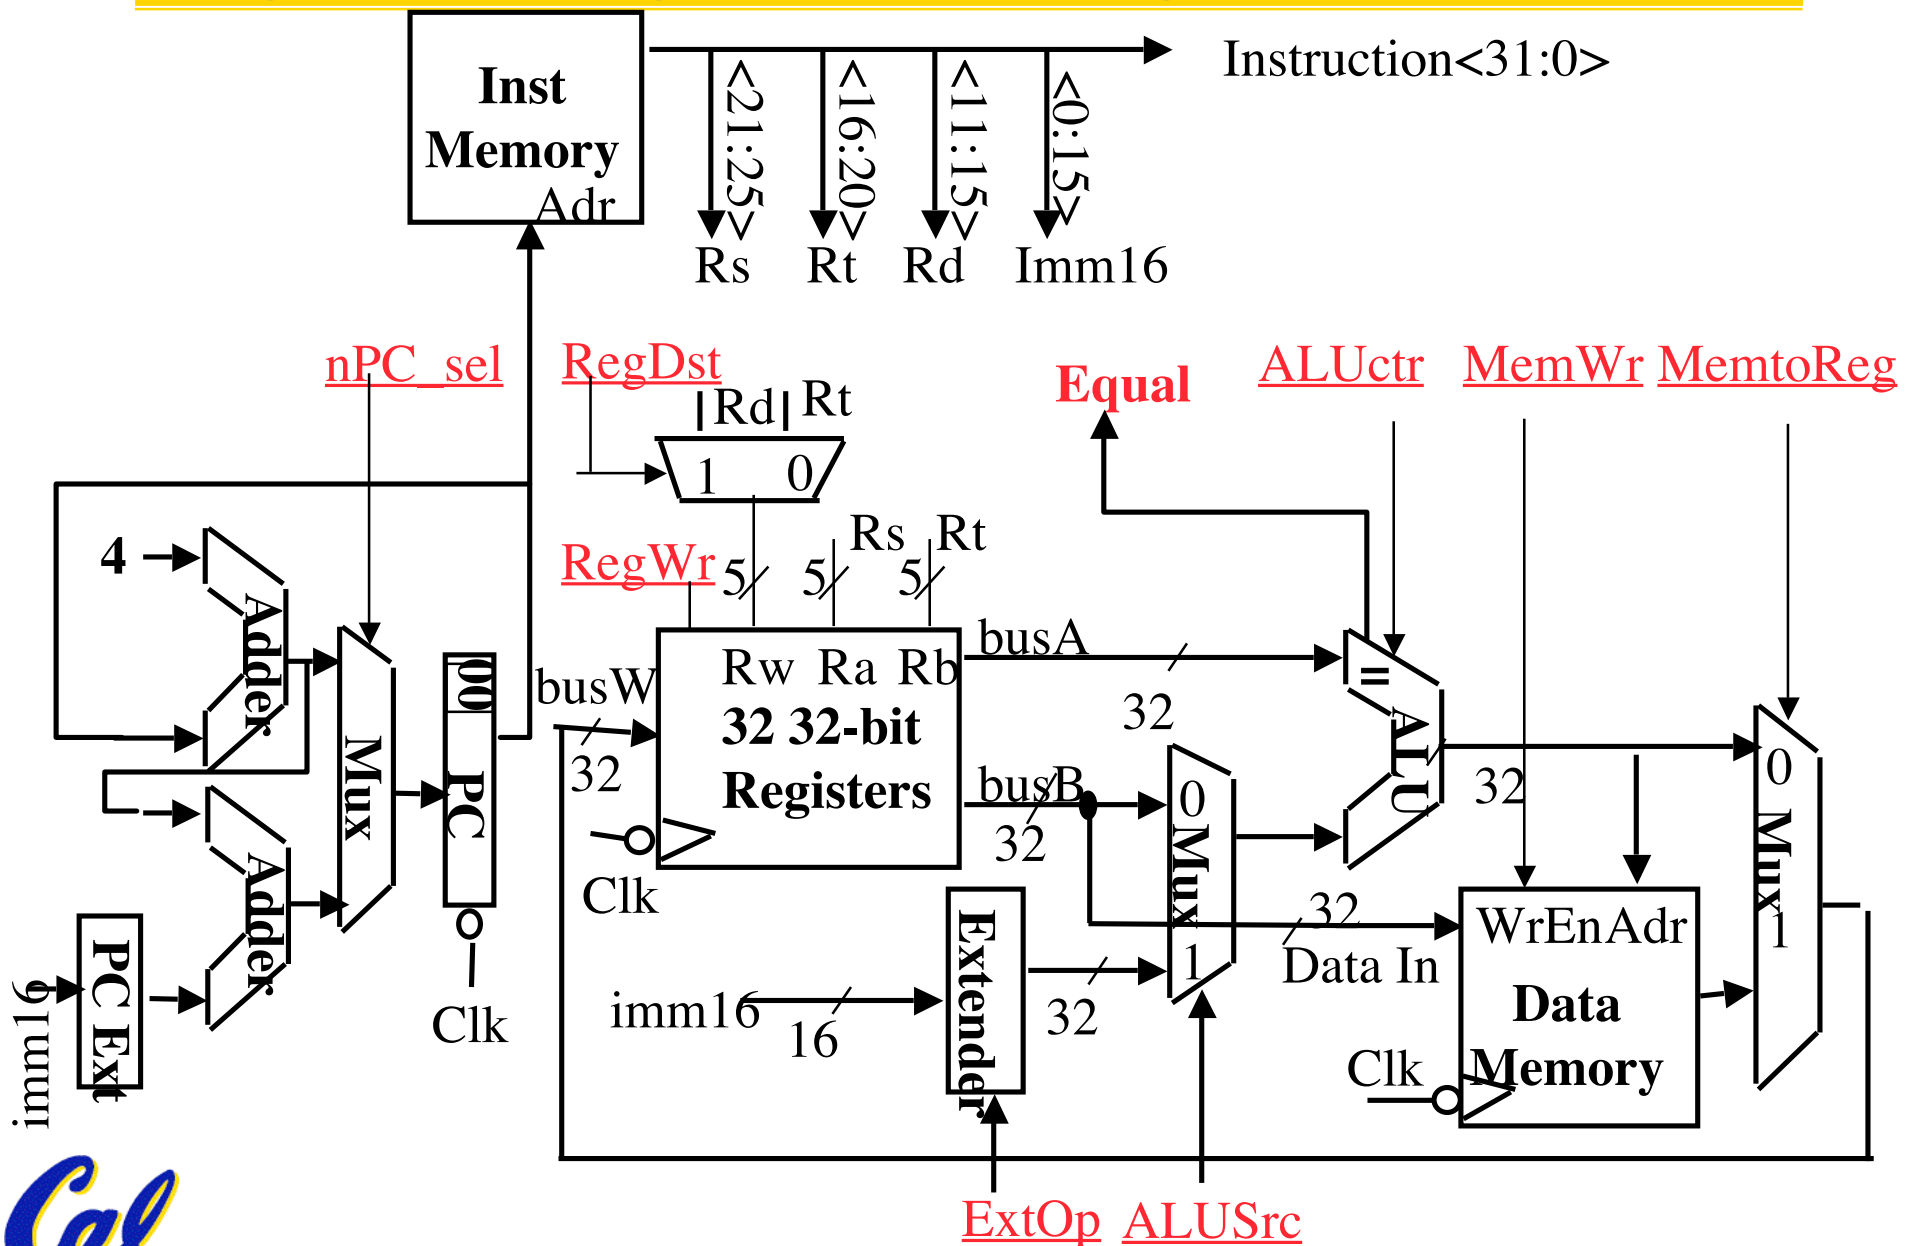 Inst
Memory
Adr
Instruction<31:0>
<21:25>
<16:20>
<11:15>
<0:15>
Rs
Rt
Rd
Imm16
nPC_sel
RegDst
Equal
ALUctr
MemWr
MemtoReg
Rd
Rt
1
0
4
Adder
RegWr
5
5
Rs
5
Rt
busW
32
Rw Ra Rb
32 32-bit
Registers
Clk
busA
32
busB
32
=
ALU
32
0
Mux
1
0
Mux
1
00
PC
Clk
Mux
Adder
PC Ext
imm16
imm16
16
Extender
32
32
Data In
WrEn Adr
Data
Memory
Clk
ExtOp
ALUSrc
Cal